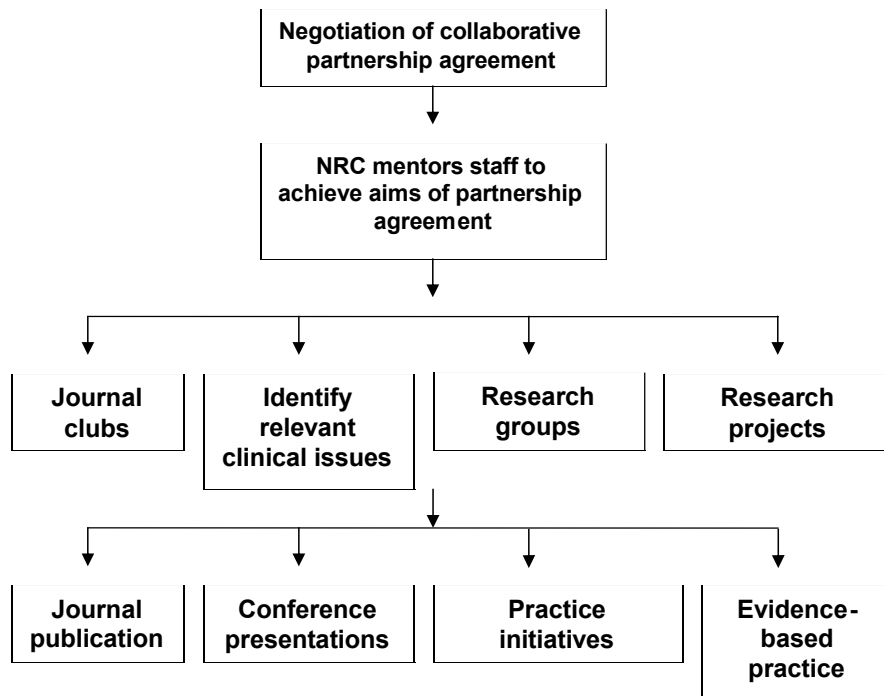 Negotiation of collaborative
partnership agreement
NRC mentors staff to
achieve aims of partnership
agreement
Journal
clubs
Identify
relevant
clinical issues
Research
groups
Research
projects
Journal
publication
Conference
presentations
Practice
initiatives
Evidence-
based
practice